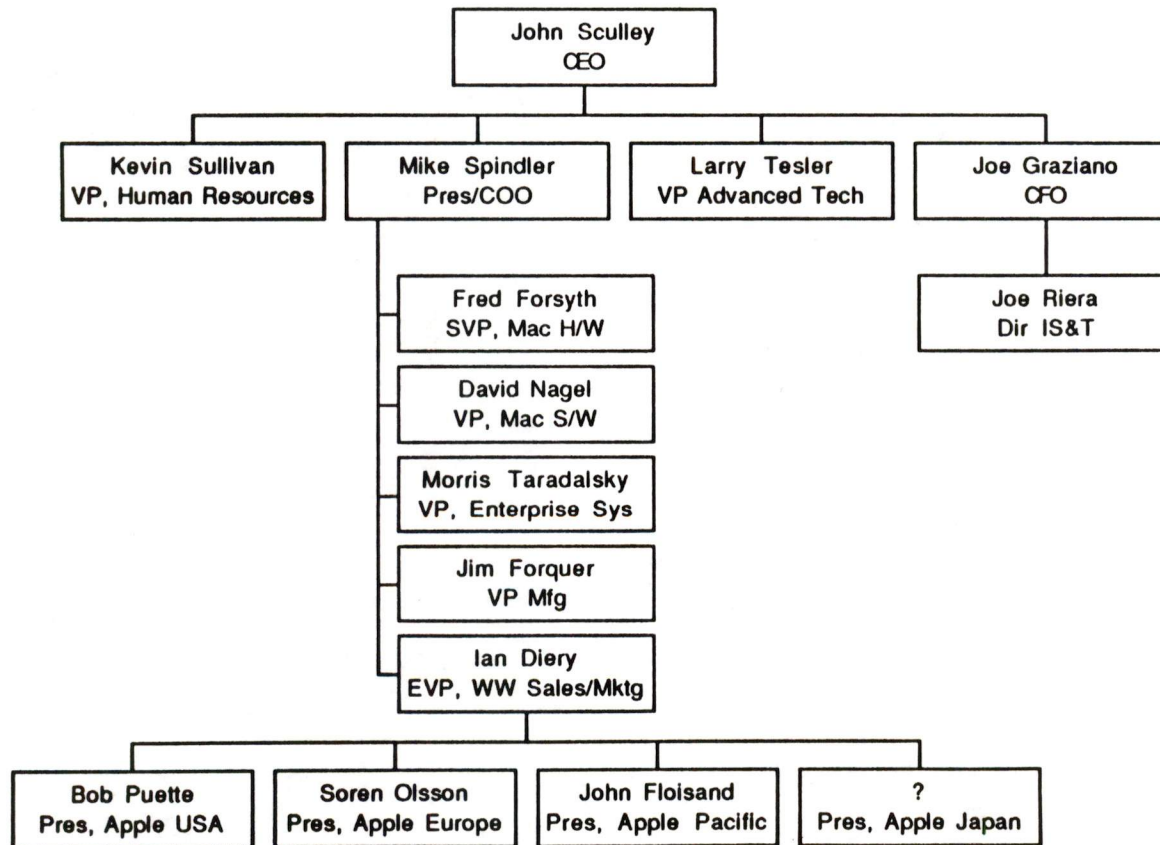 John Sculley
CEO
Kevin Sullivan
VP, Human Resources
Mike Spindler
Pres/COO
Larry Tesler
VP Advanced Tech
Joe Graziano
CFO
Fred Forsyth
SVP, Mac H/W
Joe Riera
Dir IS&T
David Nagel
VP, Mac S/W
Morris Taradalsky
VP, Enterprise Sys
Jim Forquer
VP Mfg
Ian Diery
EVP, WW Sales/Mktg
Bob Puette
Pres, Apple USA
Soren Olsson
Pres, Apple Europe
John Floisand
Pres, Apple Pacific
?
Pres, Apple Japan